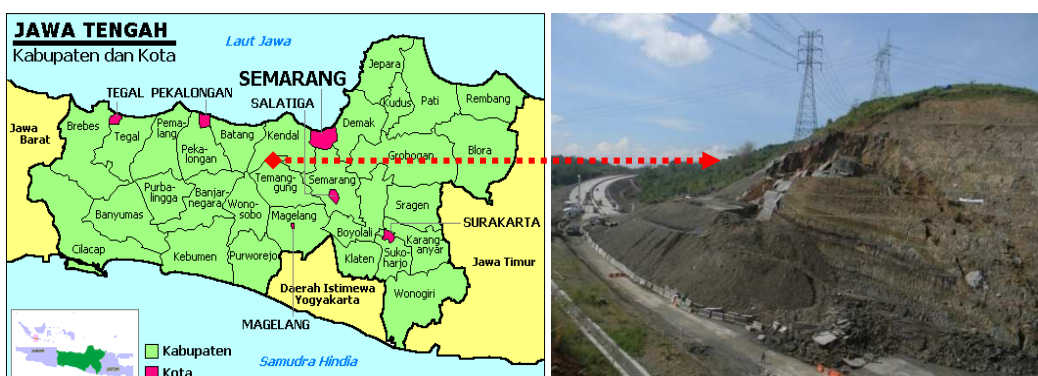 JAWA TENGAH
Kabupaten dan Kota
Laut Jawa
SEMARANG
TEGAL PEKALONGAN
SALATIGA
Jepara
Kudus
Pati
Rembang
Demak
Jawa
Barat
Brebes
Tegal
Pema-
lang
Peka-
longan
Batang
Kendal
Grobogan
Blora
Temang-
gung
Semarang
Purba-
lingga
Banjar-
negara
Wono-
sobo
Banyumas
Magelang
Sragen
SURAKARTA
Boyolali
Karang-
anyar
Cilacap
Kebumen
Purworejo
Klaten
Suko-
harjo
Jawa Timur
Daerah Istimewa
Yogyakarta
Wonogiri
MAGELANG
Kabupaten
Kota
Samudra Hindia